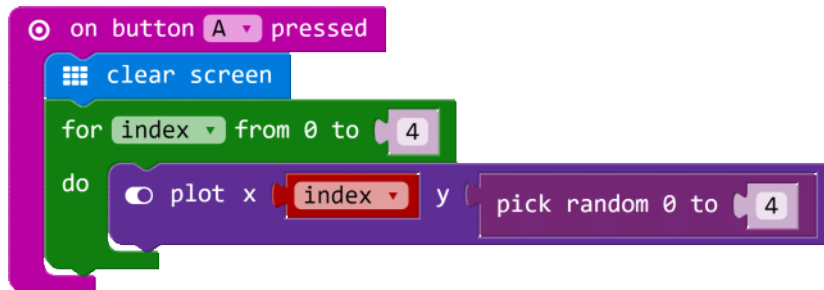 on button A pressed
clear screen
for index from 0 to 4
do plot x index y pick random 0 to 4